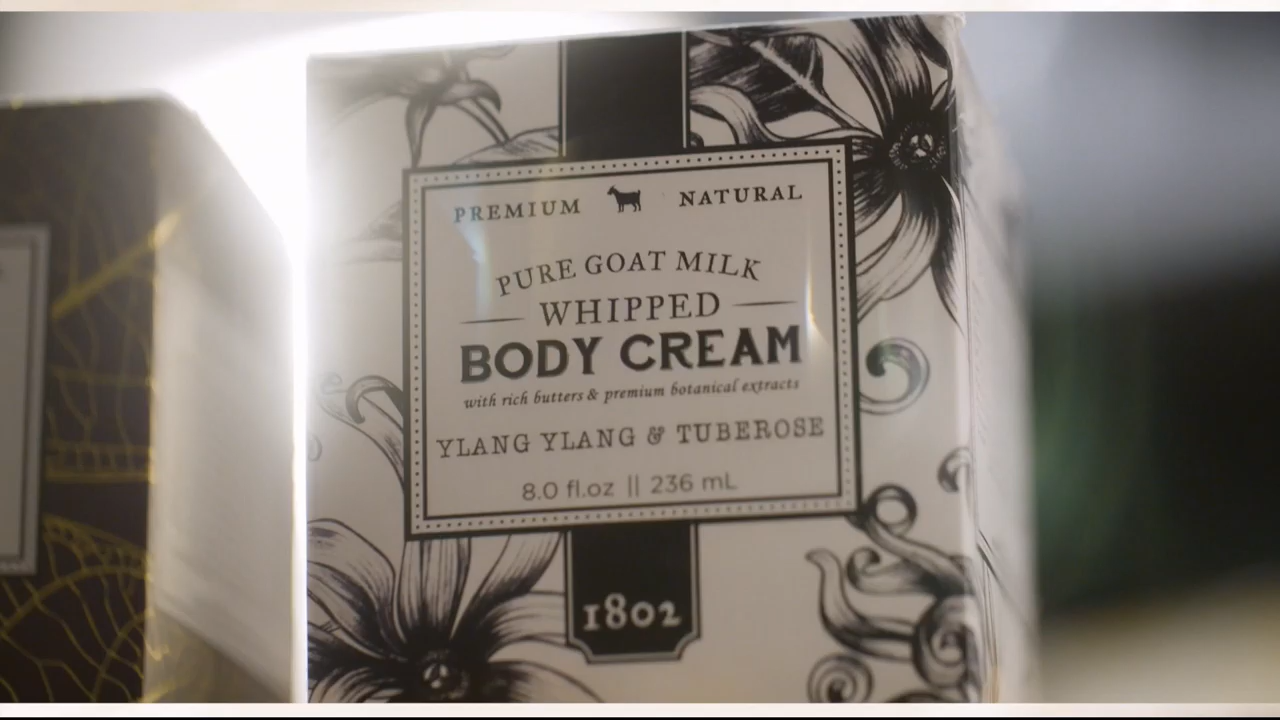 PREMIUM NATURAL
PURE GOAT MILK
WHIPPED
BODY CREAM
with rich butters & premium botanical extracts
YLANG YLANG & TUBEROSE
8.0 fl.oz || 236 mL
1802